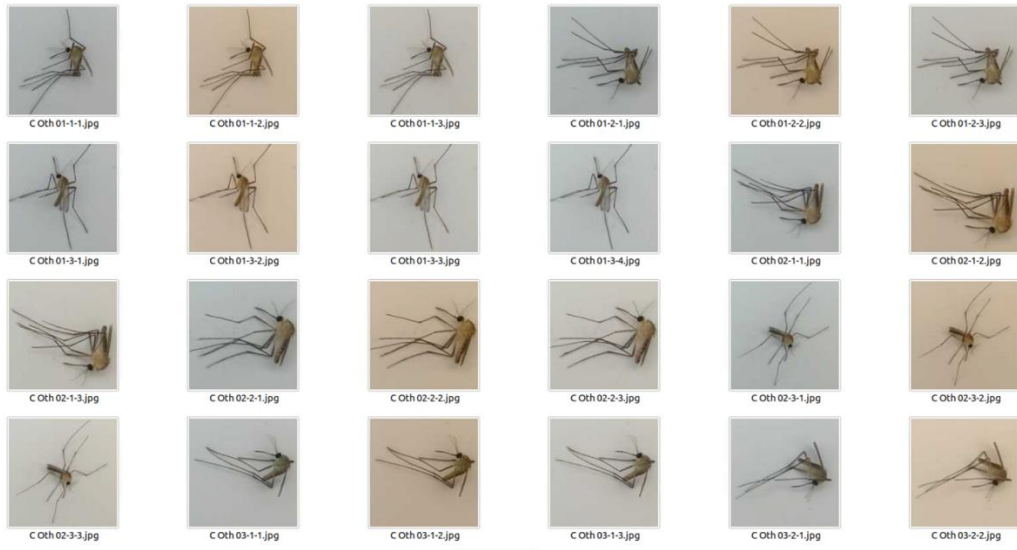 C Oth 01-1-1.jpg
C Oth 01-1-2.jpg
C Oth 01-1-3.jpg
C Oth 01-2-1.jpg
C Oth 01-2-2.jpg
C Oth 01-2-3.jpg
C Oth 01-3-1.jpg
C Oth 01-3-2.jpg
C Oth 01-3-3.jpg
C Oth 01-3-4.jpg
C Oth 02-1-1.jpg
C Oth 02-1-2.jpg
C Oth 02-1-3.jpg
C Oth 02-2-1.jpg
C Oth 02-2-2.jpg
C Oth 02-2-3.jpg
C Oth 02-3-1.jpg
C Oth 02-3-2.jpg
C Oth 02-3-3.jpg
C Oth 03-1-1.jpg
C Oth 03-1-2.jpg
C Oth 03-1-3.jpg
C Oth 03-2-1.jpg
C Oth 03-2-2.jpg